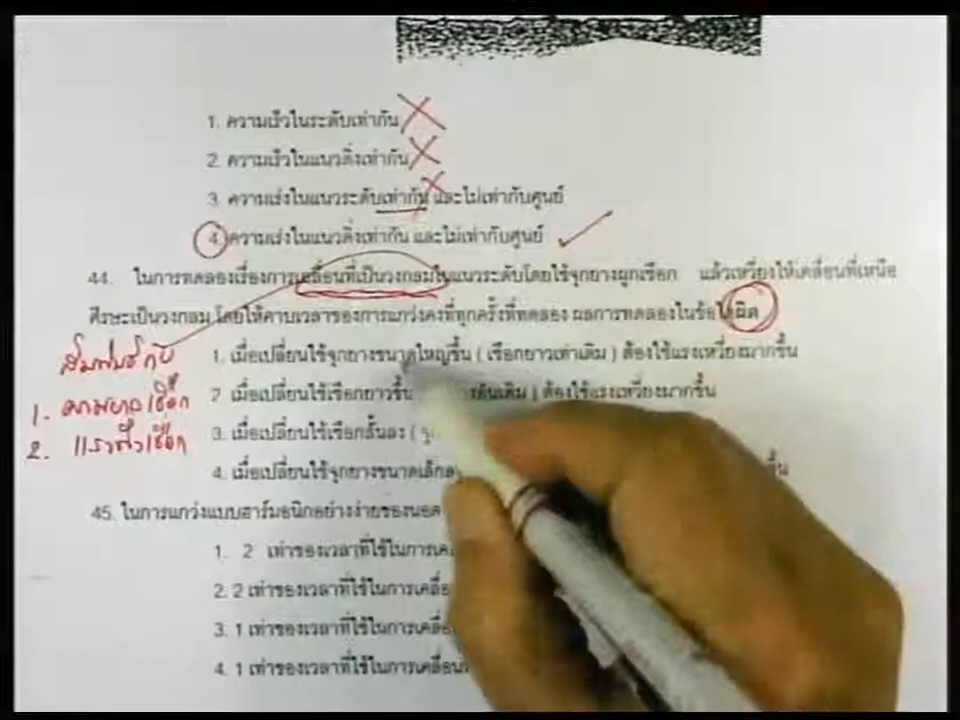 1. ความเร็วในระดับเท่ากัน
2. ความเร็วในแนวดิ่งเท่ากัน
3 ความเร่งในแนวระดับเท่ากัน และไม่เท่ากับศูนย์
4. ความเร่งในแนวดิ่งเท่ากัน และไม่เท่ากับศูนย์
44. ในการทดลองเรื่องการเคลื่อนที่เป็นวงกลมในแนวระดับโดยใช้จุกยางผูกเชือก แล้วเหวี่ยงให้เคลื่อนที่เหนือ
ศีรษะเป็นวงกลม โดยให้คาบเวลาของการแกว่งคงที่ทุกครั้งที่ทดลอง ผลการทดลองในข้อใดผิด
สัมพันธ์กับ
1. ความยาวเชือก
2. แรงดึงเชือก
1. เมื่อเปลี่ยนใช้จุกยางขนาดใหญ่ขึ้น ( เชือกยาวเท่าเดิม ) ต้องใช้แรงเหวี่ยงมากขึ้น
2 เมื่อเปลี่ยนใช้เชือกยาวขึ้น อันเดิม ) ต้องใช้แรงเหวี่ยงมากขึ้น
3. เมื่อเปลี่ยนใช้เชือกสั้นลง (
4. เมื่อเปลี่ยนใช้จุกยางขนาดเล็ก
45. ในการแกว่งแบบฮาร์มอนิกอย่างง่ายของ
1. 2 เท่าของเวลาที่ใช้ในการ
2. 2 เท่าของเวลาที่ใช้ในการ
3. 1 เท่าของเวลาที่ใช้ในการ
4. 1 เท่าของเวลาที่ใช้ในการเคลื่อน